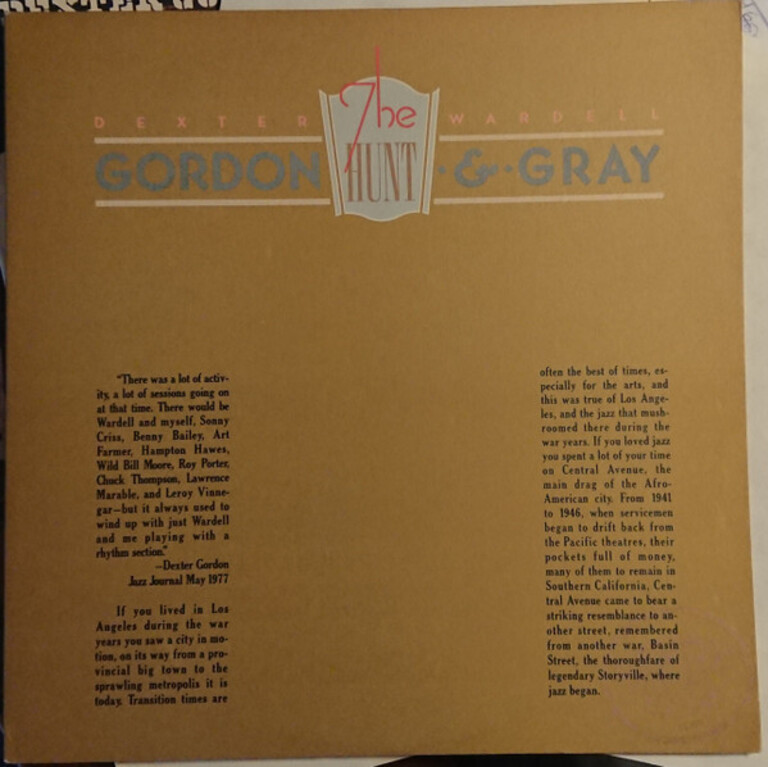 DEXTER WARDELL
The
GORDON HUNT · & · GRAY
"There was a lot of activ-
ity, a lot of sessions going on
at that time. There would be
Wardell and myself, Sonny
Criss, Benny Bailey, Art
Farmer, Hampton Hawes,
Wild Bill Moore, Roy Porter,
Chuck Thompson, Lawrence
Marable, and Leroy Vinne-
gar—but it always used to
wind up with just Wardell
and me playing with a
rhythm section."
—Dexter Gordon
Jazz Journal May 1977
If you lived in Los
Angeles during the war
years you saw a city in mo-
tion, on its way from a pro-
vincial big town to the
sprawling metropolis it is
today. Transition times are
often the best of times, es-
pecially for the arts, and
this was true of Los Ange-
les, and the jazz that mush-
roomed there during the
war years. If you loved jazz
you spent a lot of your time
on Central Avenue, the
main drag of the Afro-
American city. From 1941
to 1946, when servicemen
began to drift back from
the Pacific theatres, their
pockets full of money,
many of them to remain in
Southern California, Cen-
tral Avenue came to bear a
striking resemblance to an-
other street, remembered
from another war, Basin
Street, the thoroughfare of
legendary Storyville, where
jazz began.